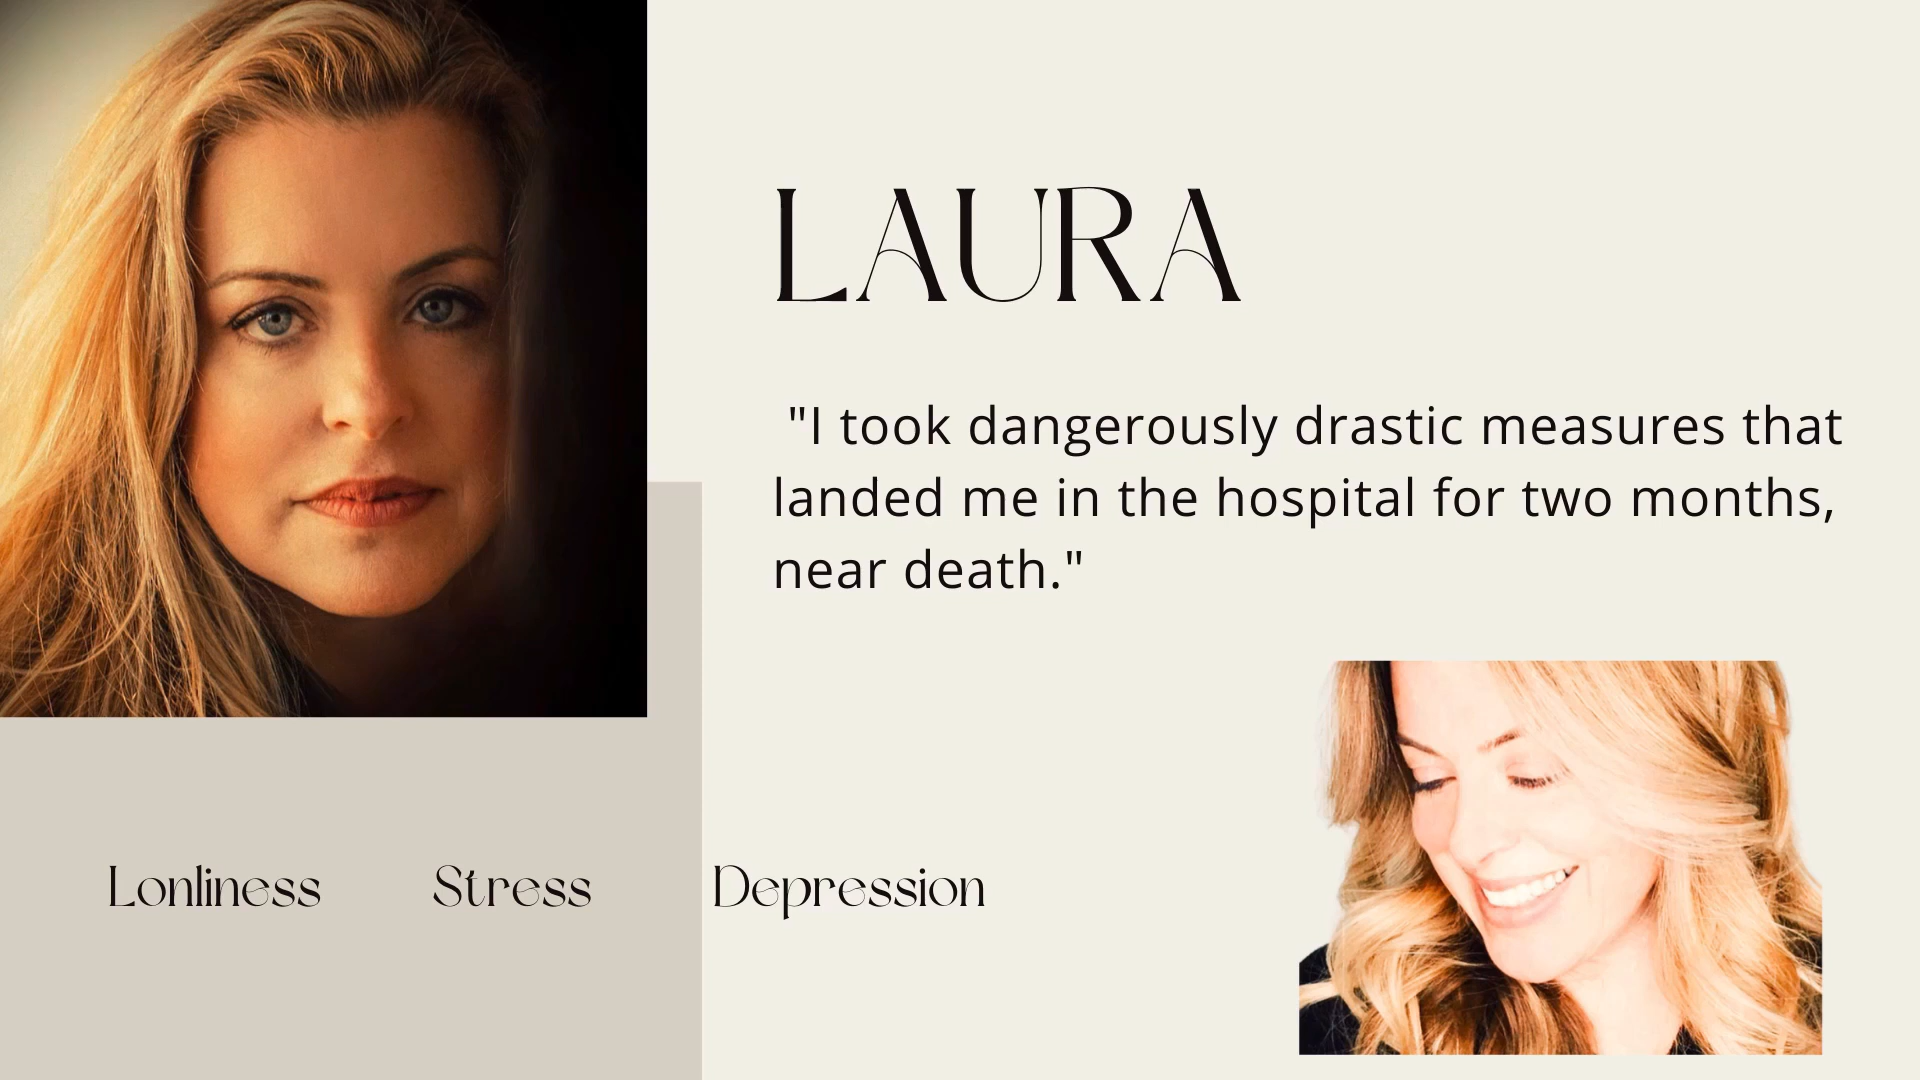 LAURA
"I took dangerously drastic measures that
landed me in the hospital for two months,
near death."
Lonliness Stress Depression